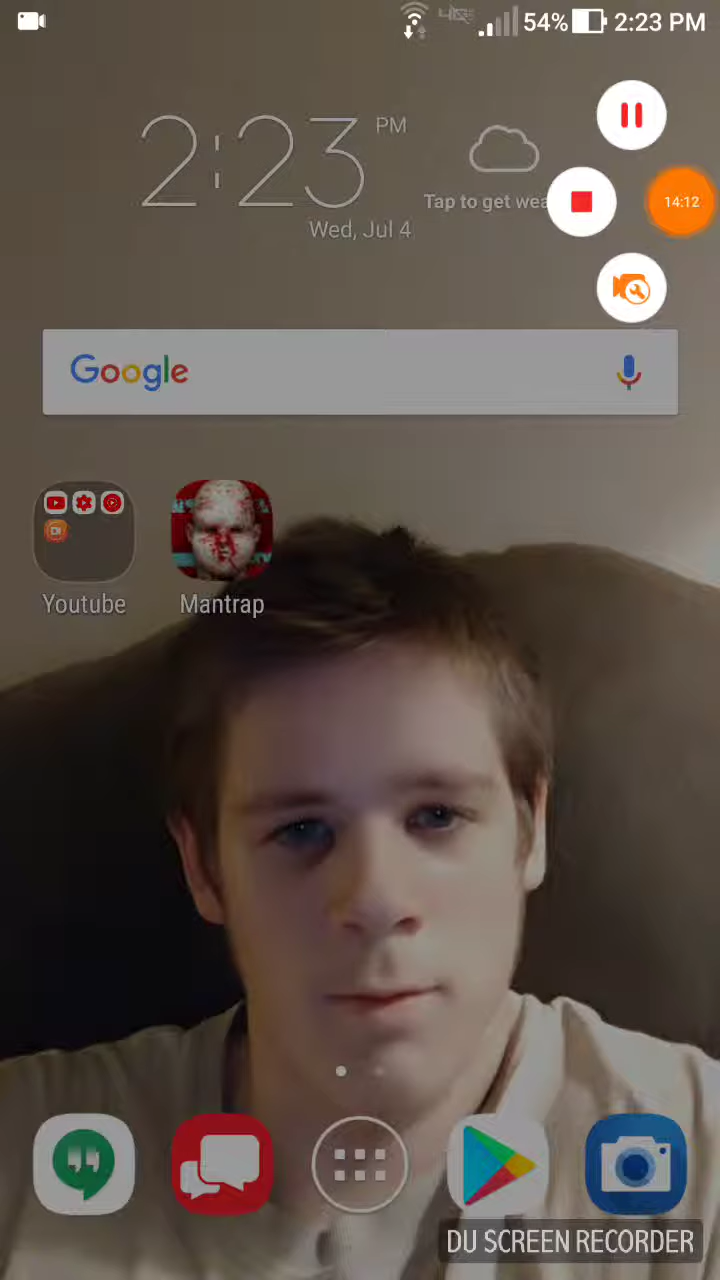 54% 2:23 PM
2:23 PM
Wed, Jul 4
Tap to get wea
14:12
Google
Youtube
Mantrap
DU SCREEN RECORDER